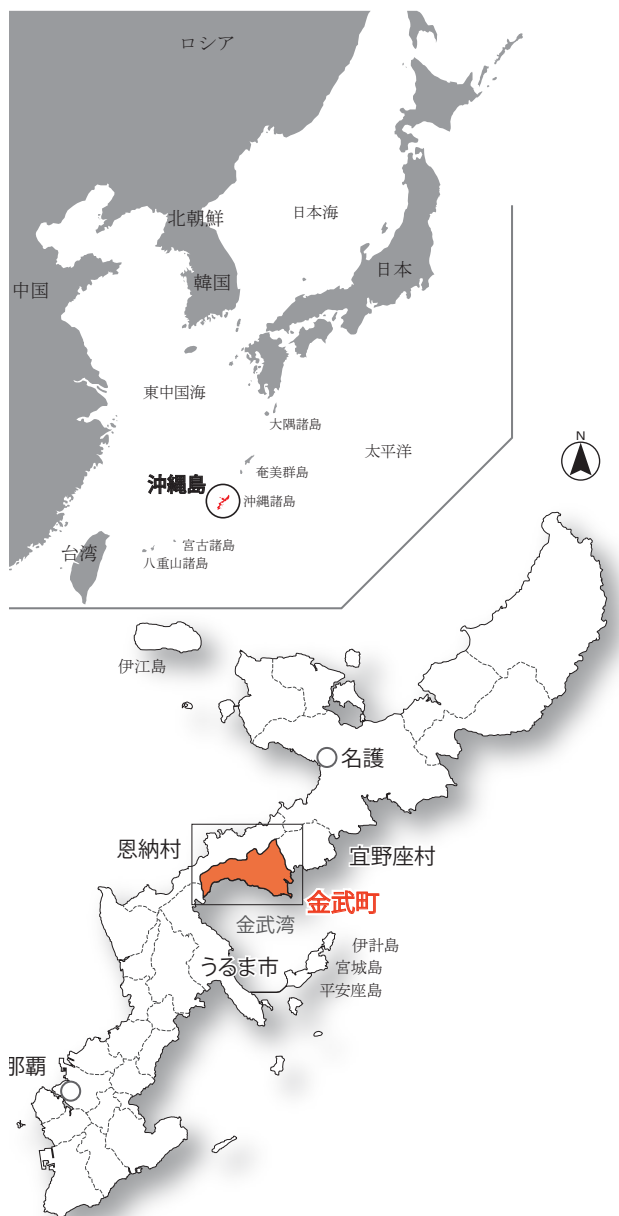 ロシア
北朝鮮
日本海
韓国
日本
中国
東中国海
大隅諸島
太平洋
N
奄美群島
沖縄島
沖縄諸島
宮古諸島
台湾
八重山諸島
伊江島
名護
恩納村
宜野座村
金武町
金武湾
伊計島
うるま市
宮城島
平安座島
那覇